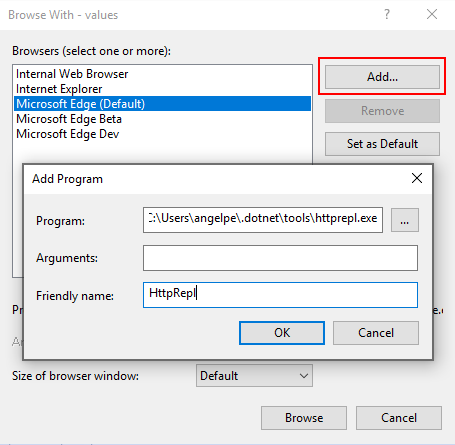 Browse With - values
?
Browsers (select one or more):
Internal Web Browser
Internet Explorer
Microsoft Edge (Default)
Microsoft Edge Beta
Microsoft Edge Dev
Add...
Remove
Set as Default
Add Program
Program:
C:\Users\angelpe\.dotnet\tools\httprepl.exe
...
Arguments:
Friendly name:
HttpRepl
OK
Cancel
Size of browser window:
Default
Browse
Cancel